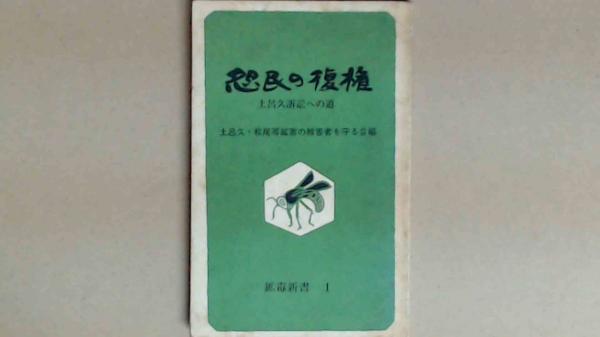 怨民の復権
土呂久訴訟への道
土呂久・松尾等鉱害の被害者を守る会編
鉱毒新書 1